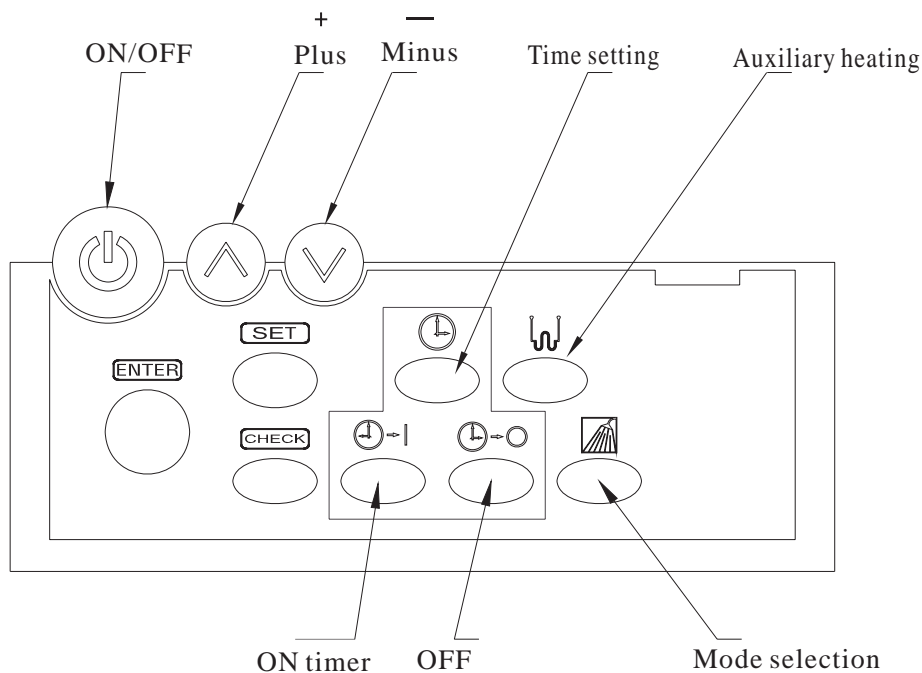 + —
ON/OFF Plus Minus Time setting Auxiliary heating
SET
ENTER
CHECK
ON timer OFF Mode selection